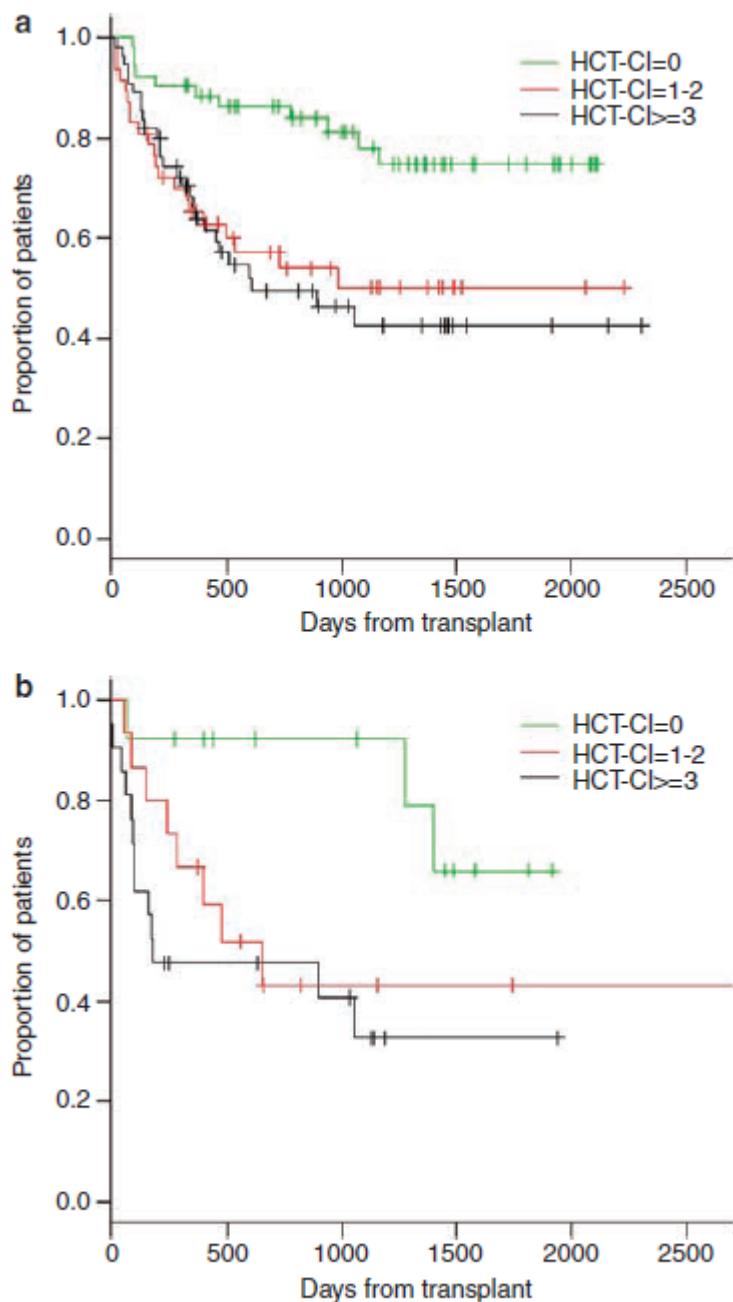 a
1.0
HCT-CI=0
HCT-CI=1-2
HCT-CI>=3
0.8
0.6
0.4
0.2
0.0
Proportion of patients
0 500 1000 1500 2000 2500
Days from transplant
b
1.0
HCT-CI=0
HCT-CI=1-2
HCT-CI>=3
0.8
0.6
0.4
0.2
0.0
Proportion of patients
0 500 1000 1500 2000 2500
Days from transplant